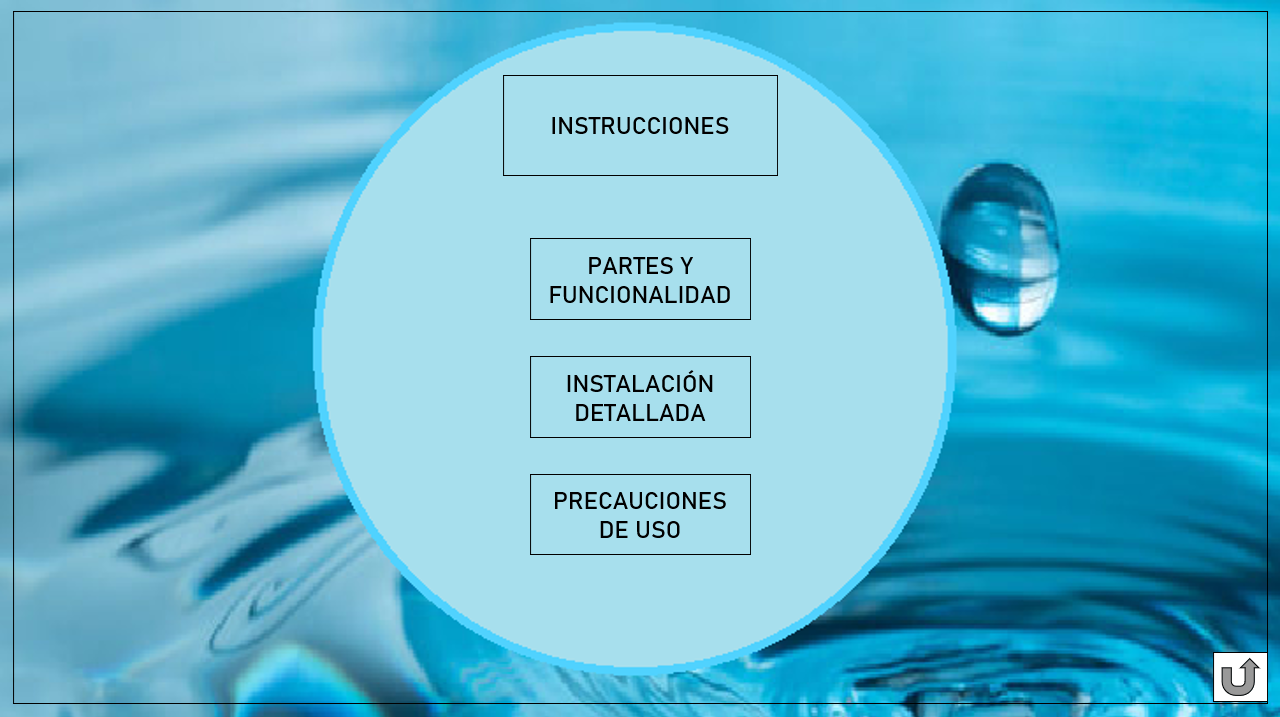 INSTRUCCIONES
PARTES Y
FUNCIONALIDAD
INSTALACIÓN
DETALLADA
PRECAUCIONES
DE USO